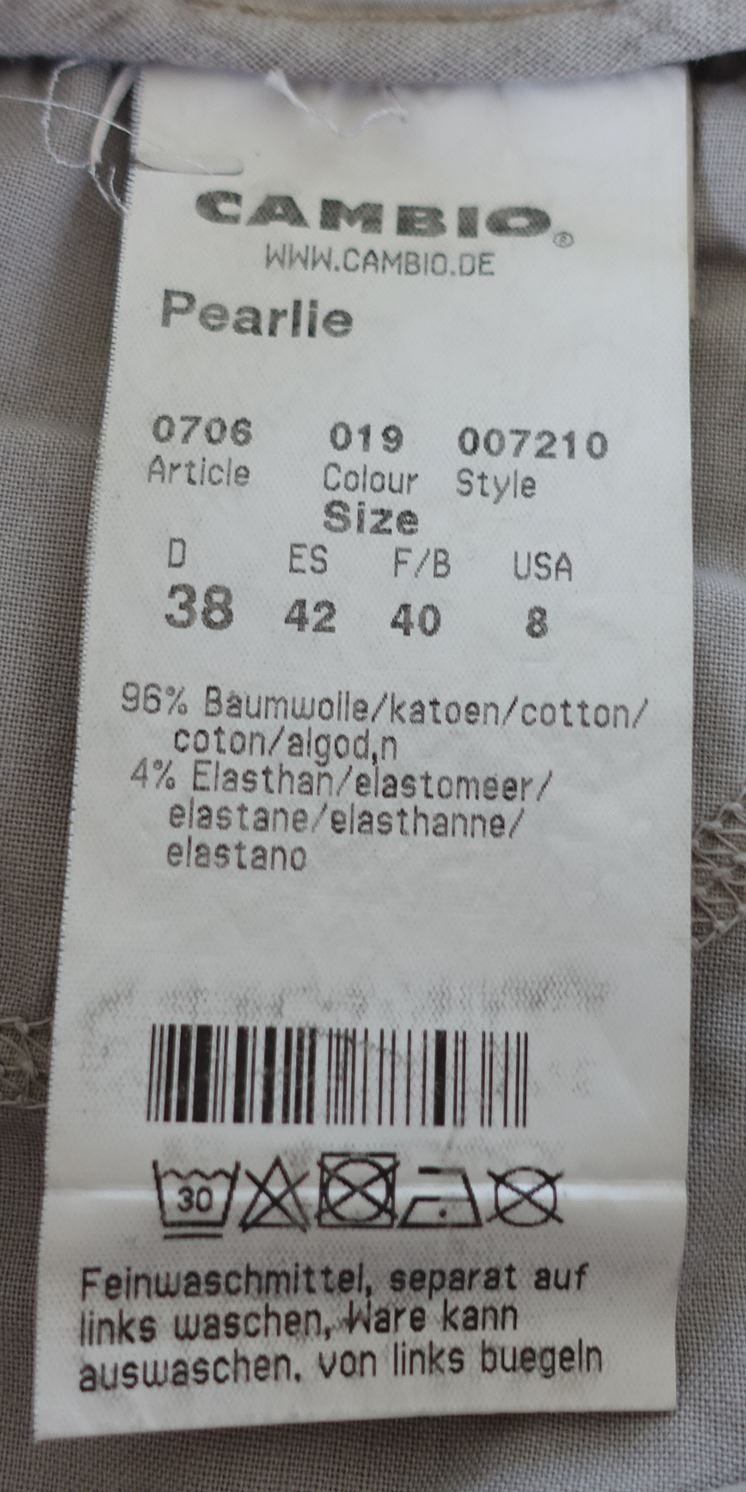 CAMBIO®
WWW.CAMBIO.DE
Pearlie
0706 019 007210
Article Colour Style
Size
D ES F/B USA
38 42 40 8
96% Baumwolle/katoen/cotton/
coton/algod,n
4% Elasthan/elastomeer/
elastane/elasthanne/
elastano
30
Feinwaschmittel, separat auf
links waschen, Ware kann
auswaschen. von links buegeln